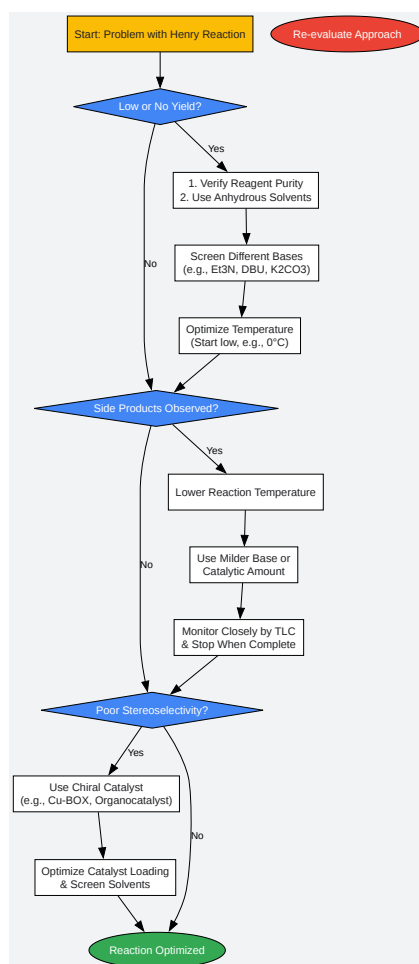 Start: Problem with Henry Reaction
Re-evaluate Approach
Low or No Yield?
Yes
1. Verify Reagent Purity
2. Use Anhydrous Solvents
Screen Different Bases
(e.g., Et3N, DBU, K2CO3)
No
Optimize Temperature
(Start low, e.g., 0°C)
Side Products Observed?
Yes
Lower Reaction Temperature
Use Milder Base or
Catalytic Amount
No
Monitor Closely by TLC
& Stop When Complete
Poor Stereoselectivity?
Yes
Use Chiral Catalyst
(e.g., Cu-BOX, Organocatalyst)
No
Optimize Catalyst Loading
& Screen Solvents
Reaction Optimized